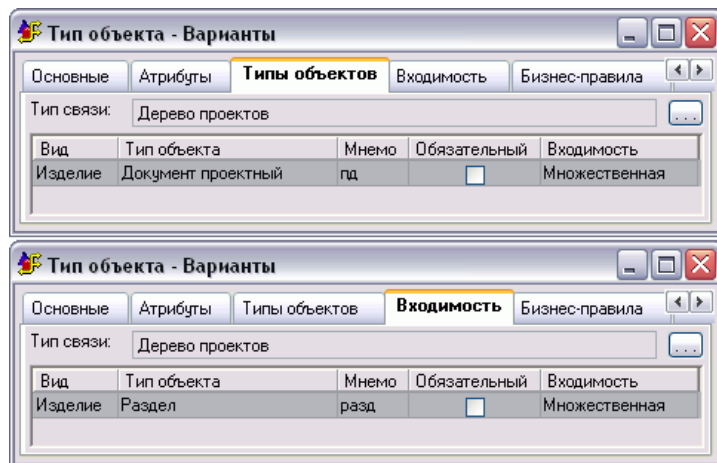 Тип объекта - Варианты
Основные Атрибуты Типы объектов Входимость Бизнес-правила
Тип связи: Дерево проектов ...
Вид Тип объекта Мнемо Обязательный Входимость
Изделие Документ проектный пд Множественная
Тип объекта - Варианты
Основные Атрибуты Типы объектов Входимость Бизнес-правила
Тип связи: Дерево проектов ...
Вид Тип объекта Мнемо Обязательный Входимость
Изделие Раздел разд Множественная